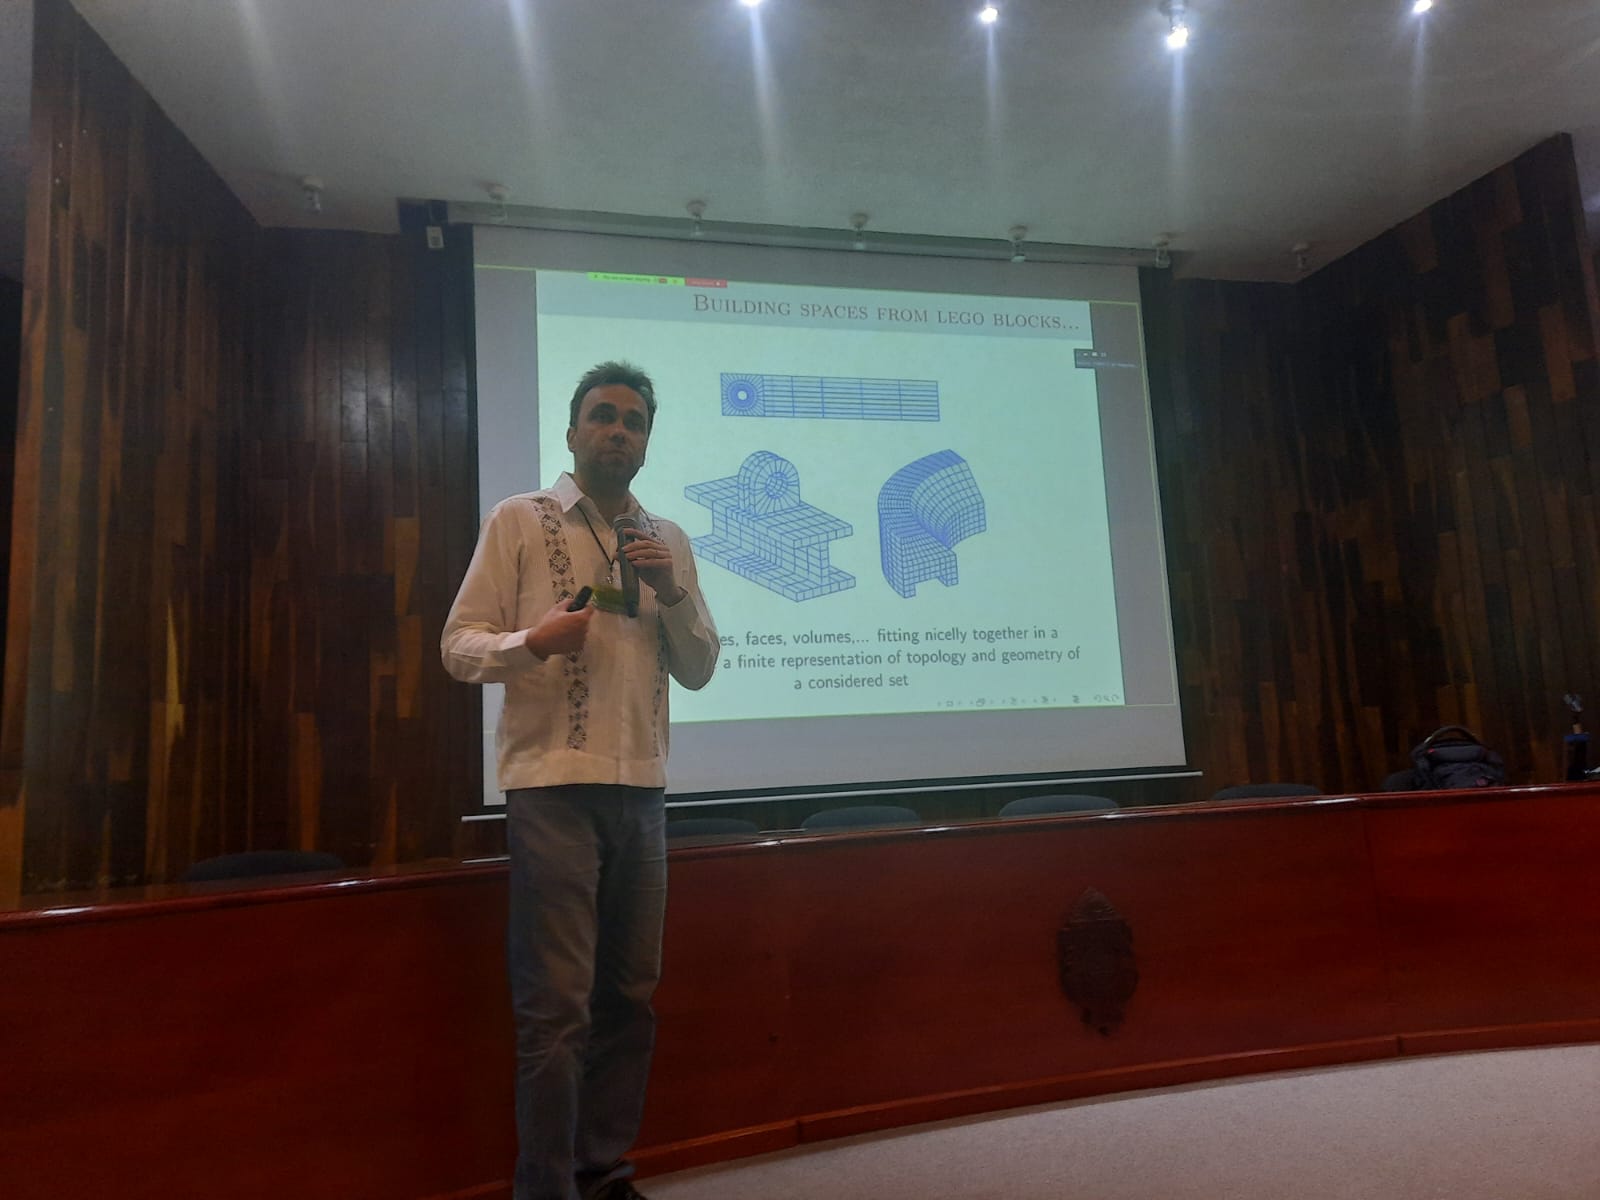 BUILDING SPACES FROM LEGO BLOCKS...
faces, volumes,... fitting nicelly together in a
a finite representation of topology and geometry of
a considered set